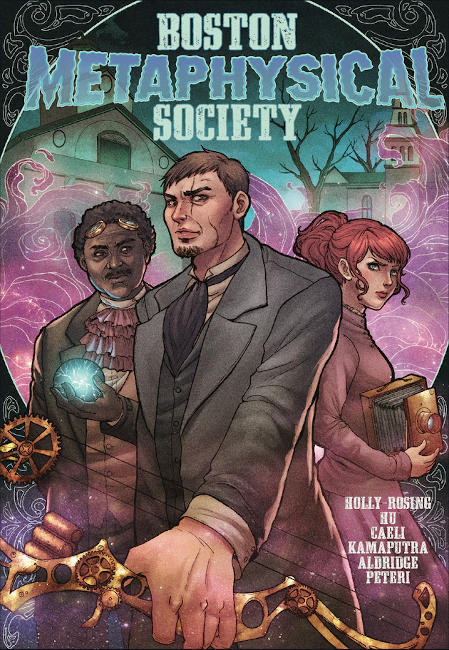 BOSTON
METAPHYSICAL
SOCIETY
HOLLY-ROSING
HU
CAELI
KAMAPUTRA
ALDRIDGE
PETERI